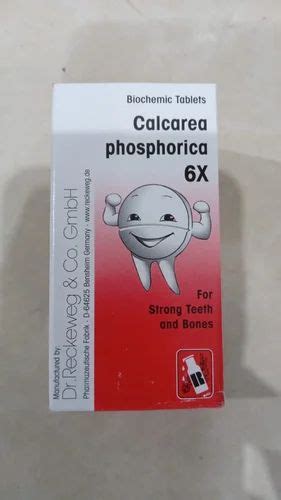 Biochemic Tablets
Calcarea
phosphorica
6X
For
Strong Teeth
and Bones
Manufactured by:
Dr. Reckeweg & Co. GmbH
Pharmazeutische Fabrik · D-64625 Bensheim Germany · www.reckeweg.de